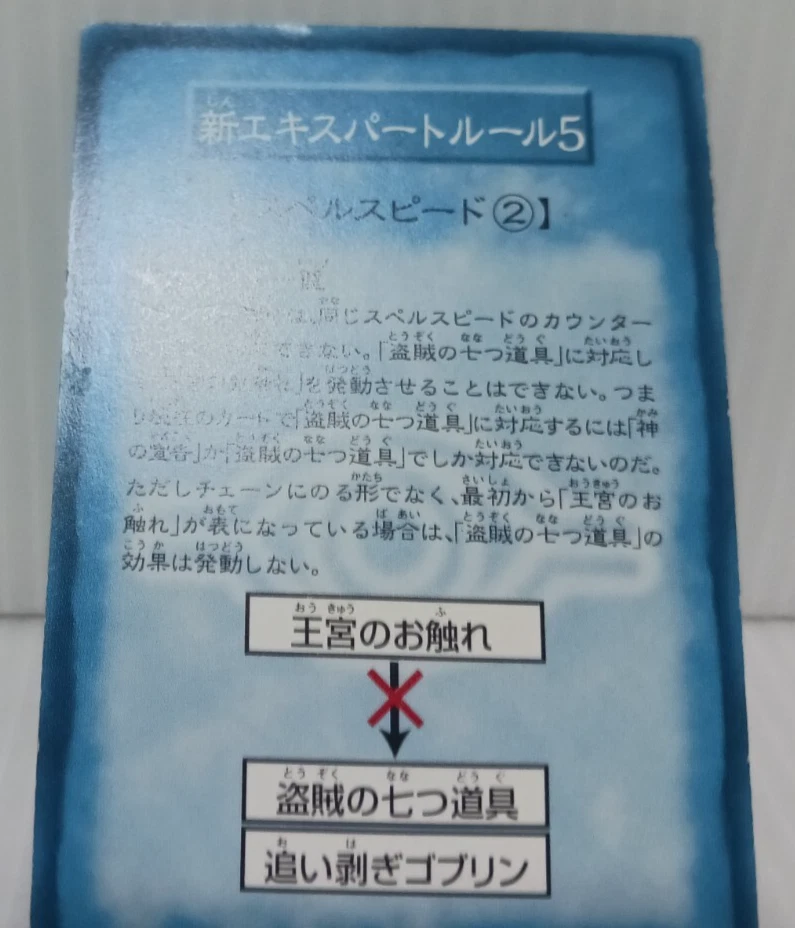 新エキスパートルール5
ペルスピード②】
は、同じスペルスピードのカウンター
できない。「盗賊の七つ道具」に対応し
」を発動させることはできない。つま
のカードで「盗賊の七つ道具」に対応するには「神
の宣告」か「盗賊の七つ道具」でしか対応できないのだ。
ただしチェーンにのる形でなく、最初から「王宮のお
触れ」が表になっている場合は、「盗賊の七つ道具」の
効果は発動しない。
王宮のお触れ
盗賊の七つ道具
追い剥ぎゴブリン